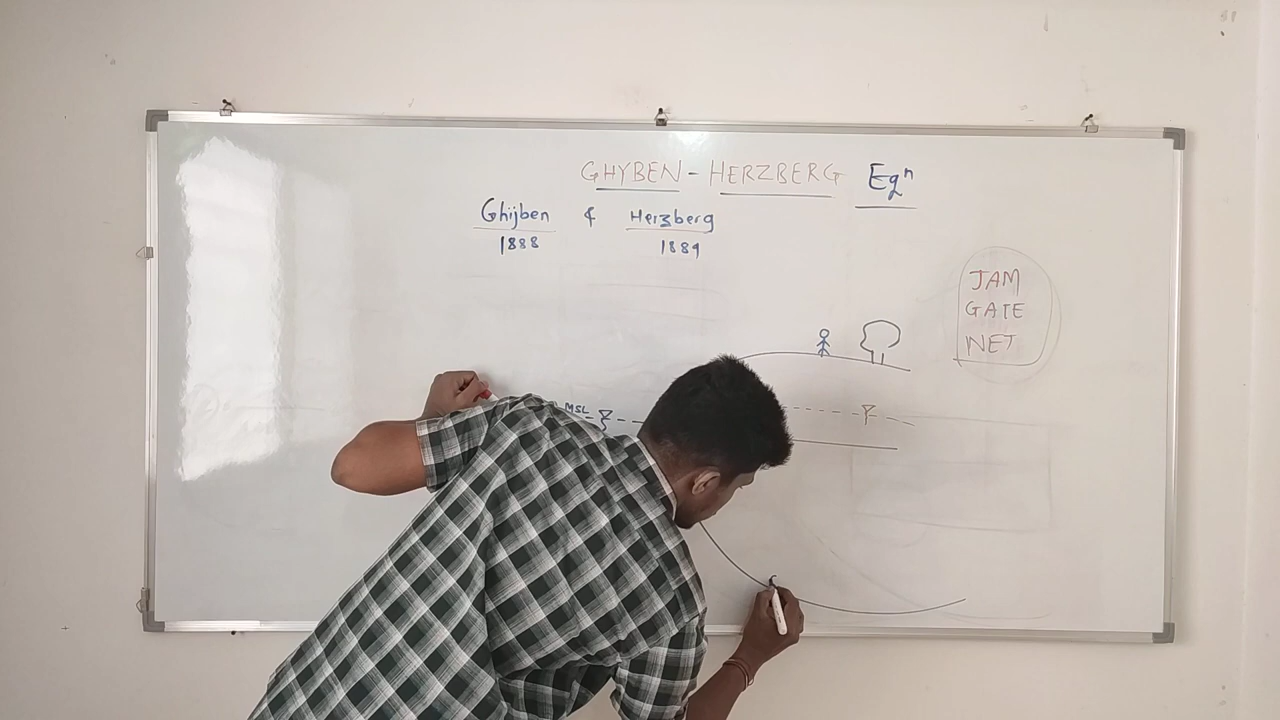 GHYBEN - HERZBERG Eqⁿ
Ghijben & Herzberg
1888 1889
JAM
GATE
NET
MSL